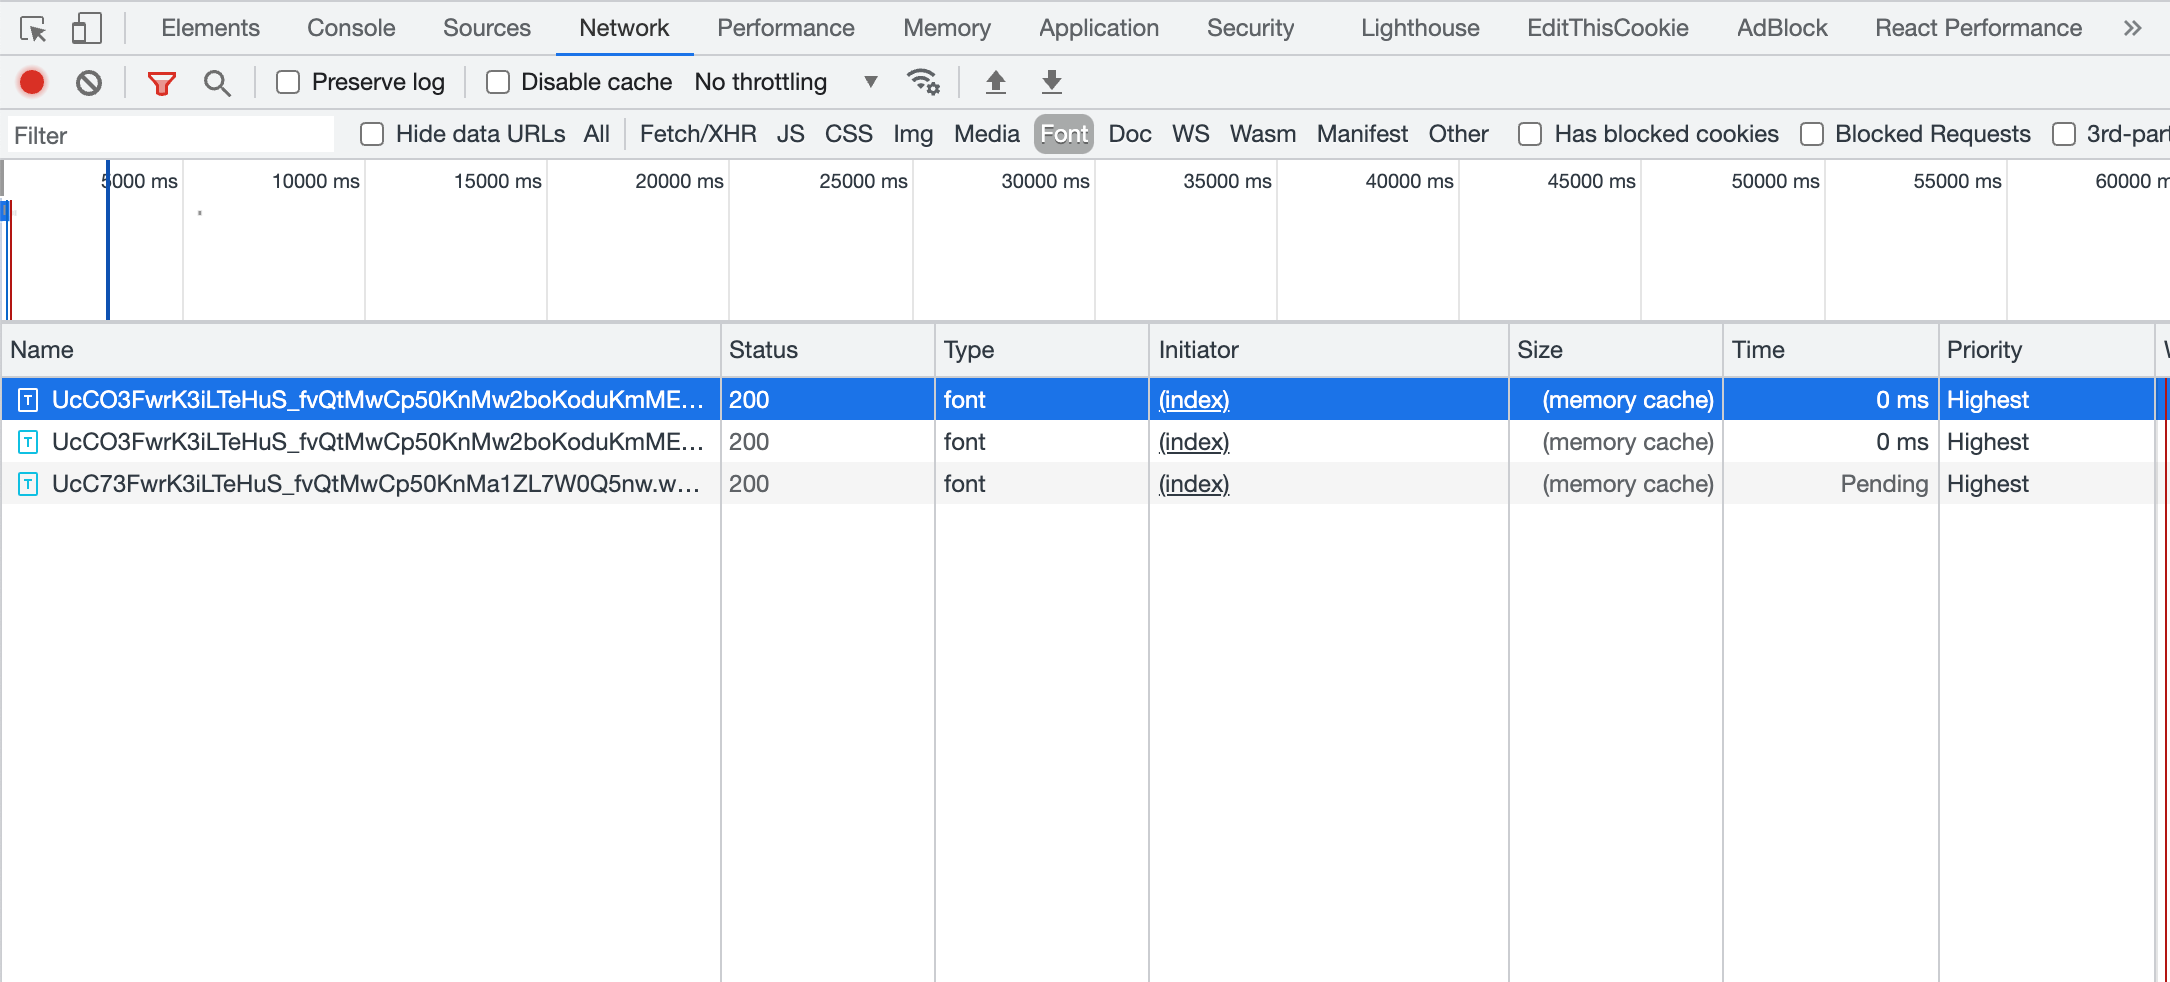 Elements Console Sources Network Performance Memory Application Security Lighthouse EditThisCookie AdBlock React Performance »
Preserve log Disable cache No throttling ▼
Filter Hide data URLs All Fetch/XHR JS CSS Img Media Font Doc WS Wasm Manifest Other Has blocked cookies Blocked Requests 3rd-part
5000 ms 10000 ms 15000 ms 20000 ms 25000 ms 30000 ms 35000 ms 40000 ms 45000 ms 50000 ms 55000 ms 60000 m
Name Status Type Initiator Size Time Priority
UcCO3FwrK3iLTeHuS_fvQtMwCp50KnMw2boKoduKmME... 200 font (index) (memory cache) 0 ms Highest
UcCO3FwrK3iLTeHuS_fvQtMwCp50KnMw2boKoduKmME... 200 font (index) (memory cache) 0 ms Highest
UcC73FwrK3iLTeHuS_fvQtMwCp50KnMa1ZL7W0Q5nw.w... 200 font (index) (memory cache) Pending Highest